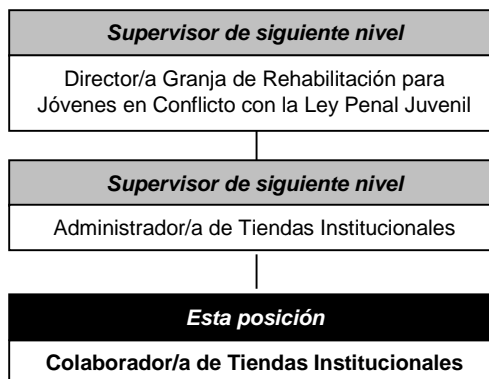 Supervisor de siguiente nivel
Director/a Granja de Rehabilitación para
Jóvenes en Conflicto con la Ley Penal Juvenil
Supervisor de siguiente nivel
Administrador/a de Tiendas Institucionales
Esta posición
Colaborador/a de Tiendas Institucionales